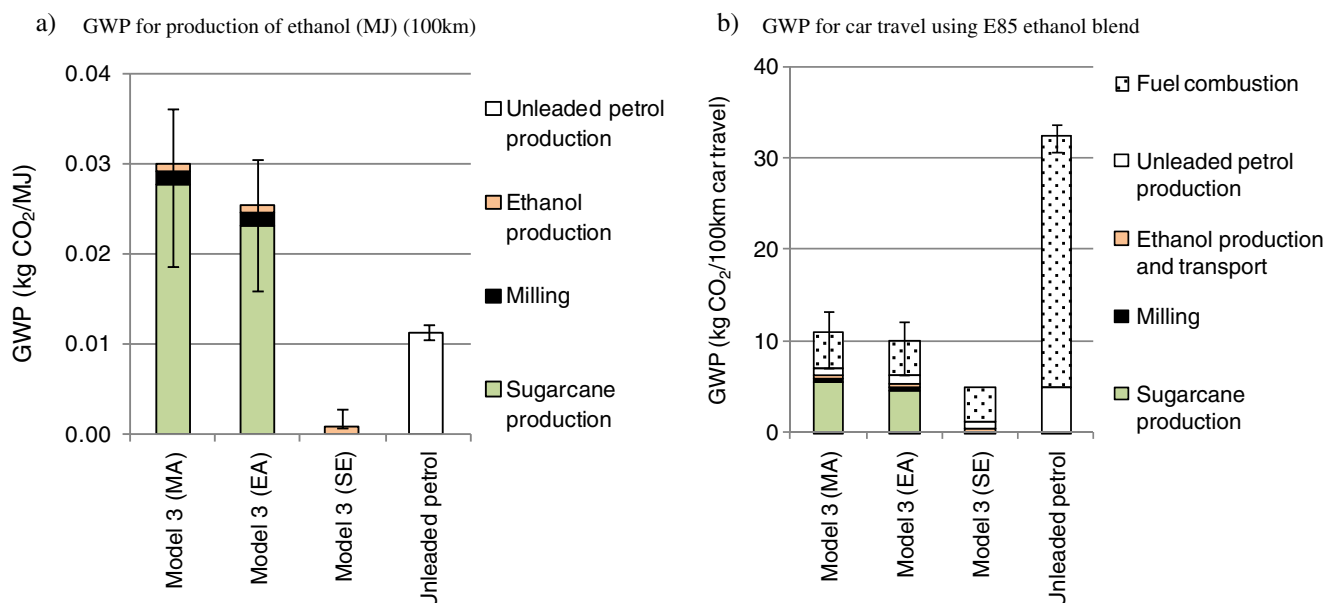 a) GWP for production of ethanol (MJ) (100km)
0.04
0.03
0.02
0.01
0.00
GWP (kg CO₂/MJ)
Model 3 (MA)
Model 3 (EA)
Model 3 (SE)
Unleaded petrol
Unleaded petrol
production
Ethanol
production
Milling
Sugarcane
production
b) GWP for car travel using E85 ethanol blend
40
30
20
10
0
GWP (kg CO₂/100km car travel)
Model 3 (MA)
Model 3 (EA)
Model 3 (SE)
Unleaded petrol
Fuel combustion
Unleaded petrol
production
Ethanol production
and transport
Milling
Sugarcane
production